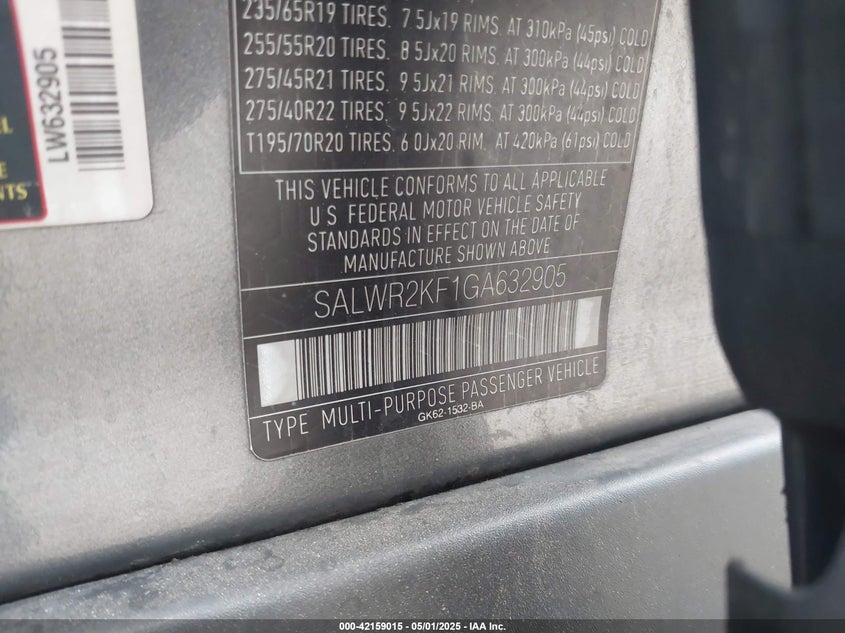 LW632905
EL
E
NTS
235/65R19 TIRES. 7 5Jx19 RIMS. AT 310kPa (45psi) COLD
255/55R20 TIRES. 8 5Jx20 RIMS. AT 300kPa (44psi) COLD
275/45R21 TIRES. 9 5Jx21 RIMS. AT 300kPa (44psi) COLD
275/40R22 TIRES. 9 5Jx22 RIMS. AT 300kPa (44psi) COLD
T195/70R20 TIRES. 6 0Jx20 RIM. AT 420kPa (61psi) COLD
THIS VEHICLE CONFORMS TO ALL APPLICABLE
U S FEDERAL MOTOR VEHICLE SAFETY
STANDARDS IN EFFECT ON THE DATE OF
MANUFACTURE SHOWN ABOVE
SALWR2KF1GA632905
TYPE MULTI-PURPOSE PASSENGER VEHICLE
GK62-1532-BA
000-42159015 - 05/01/2025 - IAA Inc.